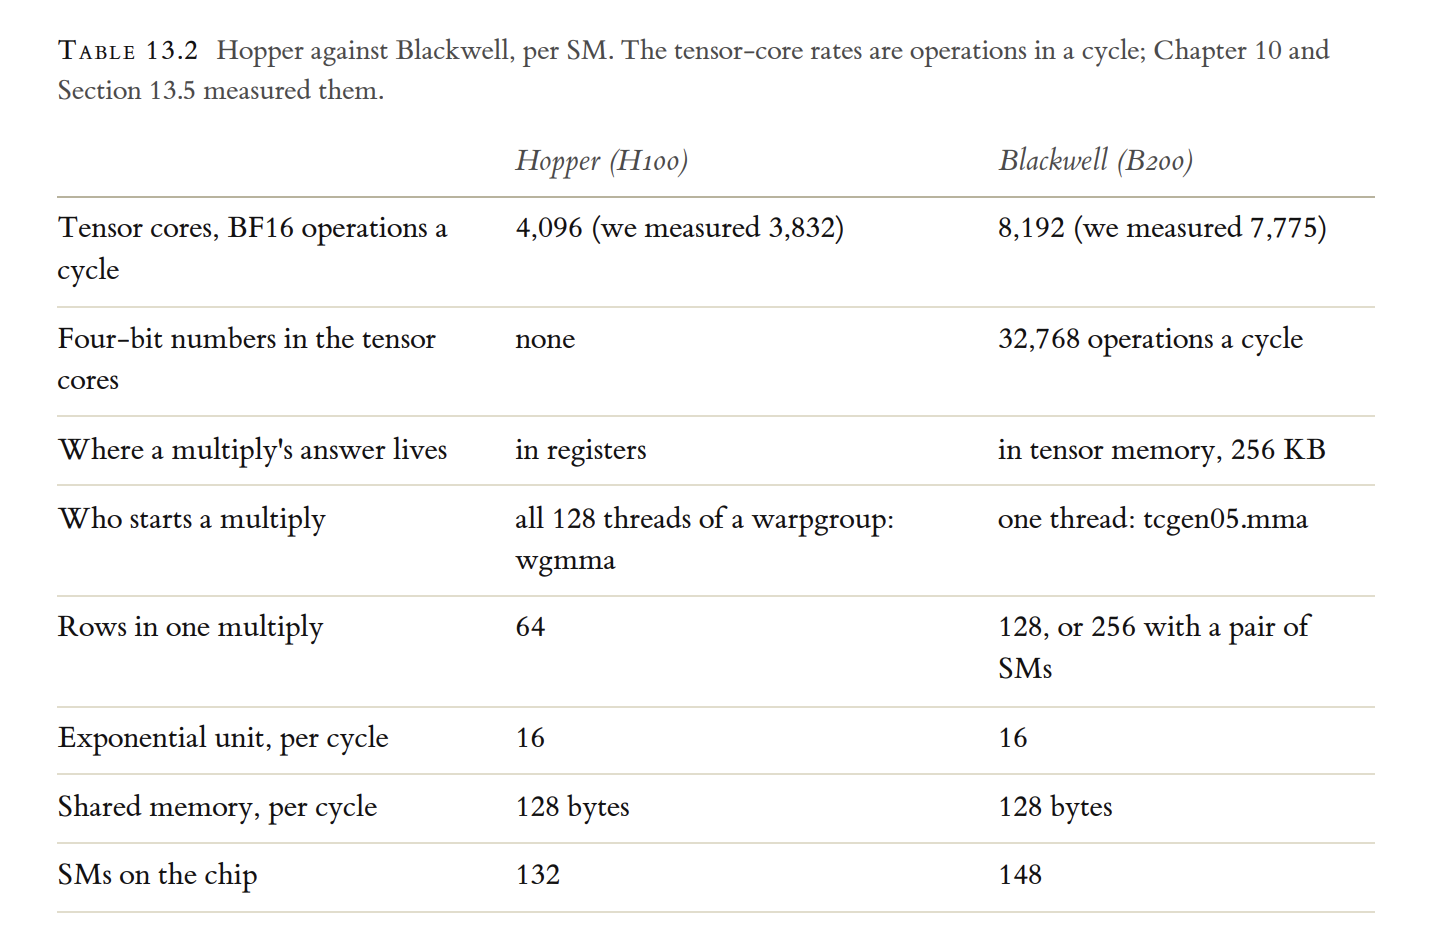 TABLE 13.2 Hopper against Blackwell, per SM. The tensor-core rates are operations in a cycle; Chapter 10 and
Section 13.5 measured them.
Hopper (H100) Blackwell (B200)
Tensor cores, BF16 operations a 4,096 (we measured 3,832) 8,192 (we measured 7,775)
cycle
Four-bit numbers in the tensor none 32,768 operations a cycle
cores
Where a multiply's answer lives in registers in tensor memory, 256 KB
Who starts a multiply all 128 threads of a warpgroup: one thread: tcgen05.mma
wgmma
Rows in one multiply 64 128, or 256 with a pair of
SMs
Exponential unit, per cycle 16 16
Shared memory, per cycle 128 bytes 128 bytes
SMs on the chip 132 148